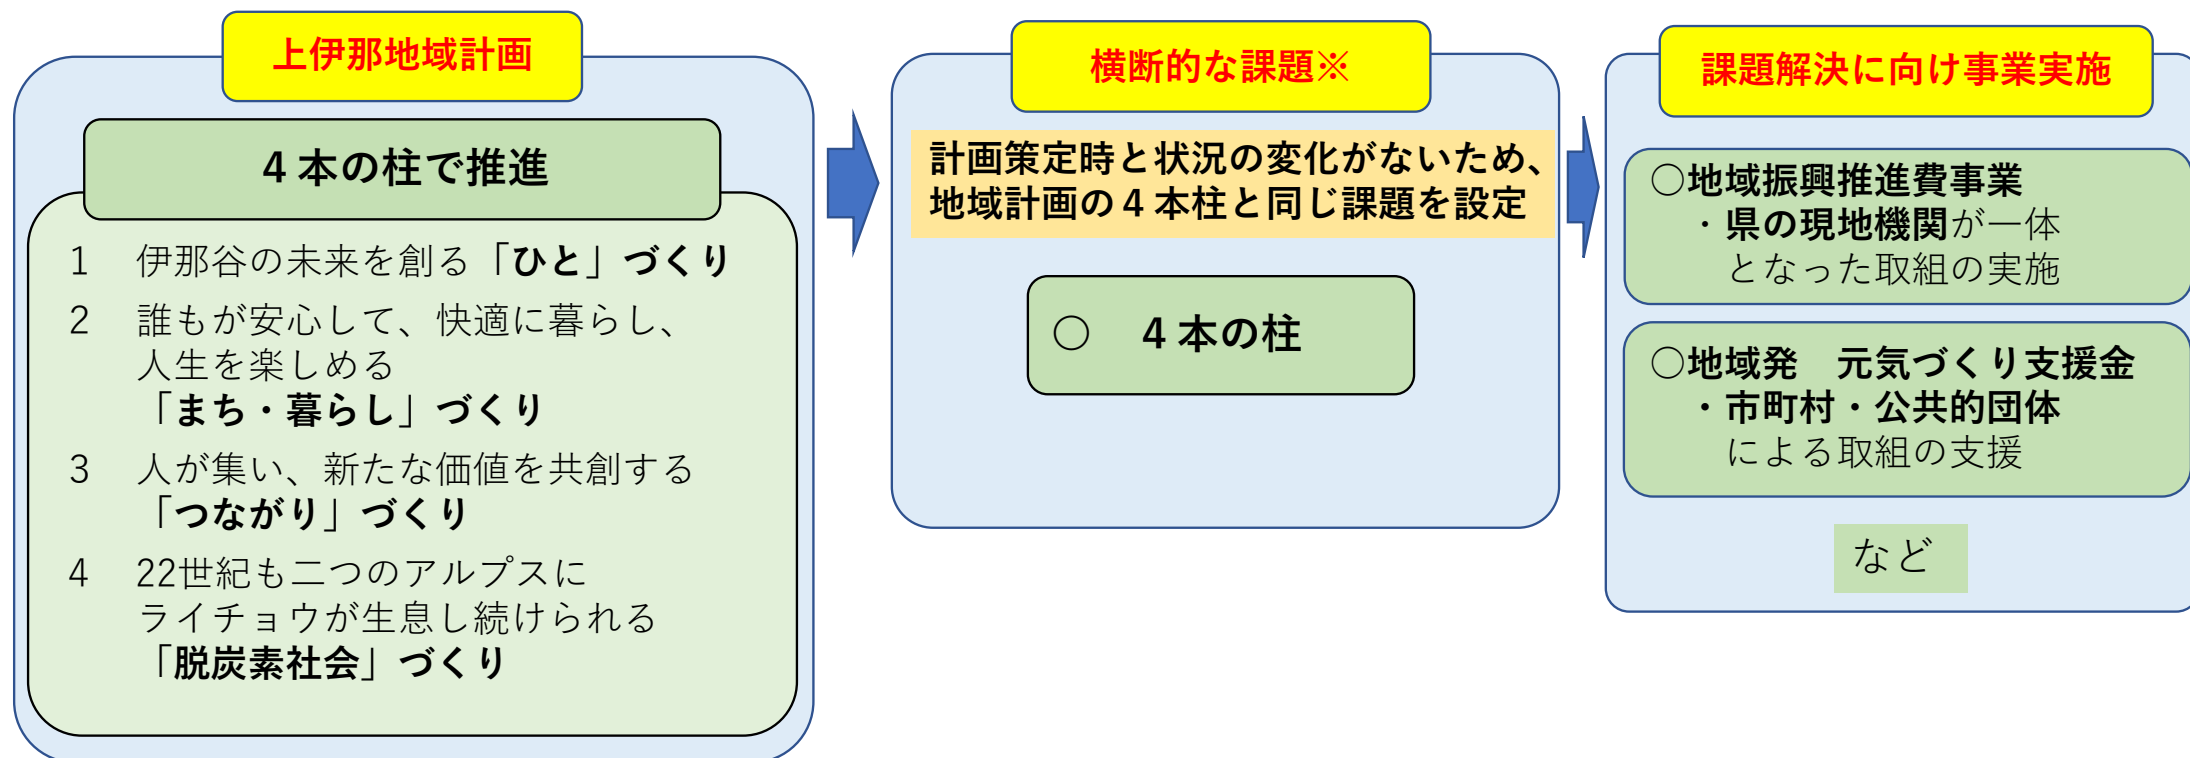 上伊那地域計画
４本の柱で推進
1　伊那谷の未来を創る「ひと」づくり
2　誰もが安心して、快適に暮らし、
人生を楽しめる
「まち・暮らし」づくり
3　人が集い、新たな価値を共創する
「つながり」づくり
4　22世紀も二つのアルプスに
ライチョウが生息し続けられる
「脱炭素社会」づくり
横断的な課題※
計画策定時と状況の変化がないため、
地域計画の４本柱と同じ課題を設定
○　４本の柱
課題解決に向け事業実施
○地域振興推進費事業
・県の現地機関が一体
となった取組の実施
○地域発　元気づくり支援金
・市町村・公共的団体
による取組の支援
など